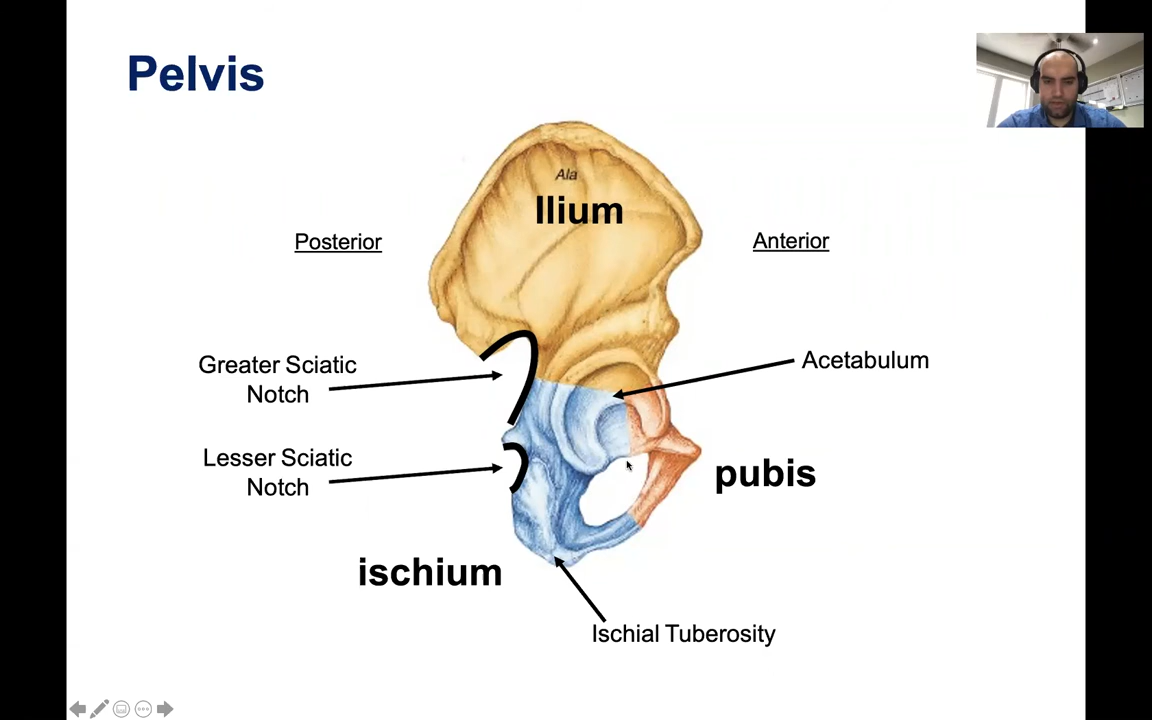 Pelvis
Ala
Ilium
Posterior
Anterior
Greater Sciatic
Notch
Acetabulum
Lesser Sciatic
Notch
pubis
ischium
Ischial Tuberosity